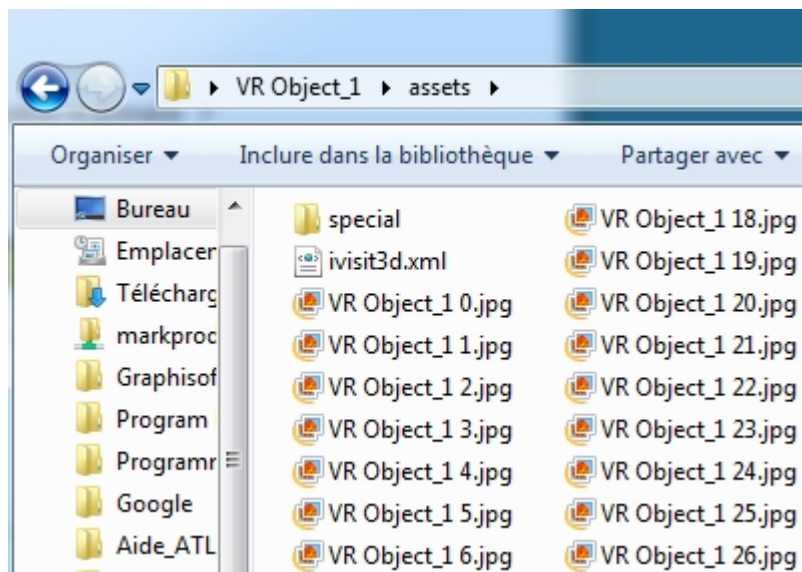 VR Object_1 assets
Organiser Inclure dans la bibliothèque Partager avec
Bureau
Emplacer
Télécharg
markproc
Graphisof
Program
Programr
Google
Aide_ATL
special
ivisit3d.xml
VR Object_1 0.jpg
VR Object_1 1.jpg
VR Object_1 2.jpg
VR Object_1 3.jpg
VR Object_1 4.jpg
VR Object_1 5.jpg
VR Object_1 6.jpg
VR Object_1 18.jpg
VR Object_1 19.jpg
VR Object_1 20.jpg
VR Object_1 21.jpg
VR Object_1 22.jpg
VR Object_1 23.jpg
VR Object_1 24.jpg
VR Object_1 25.jpg
VR Object_1 26.jpg